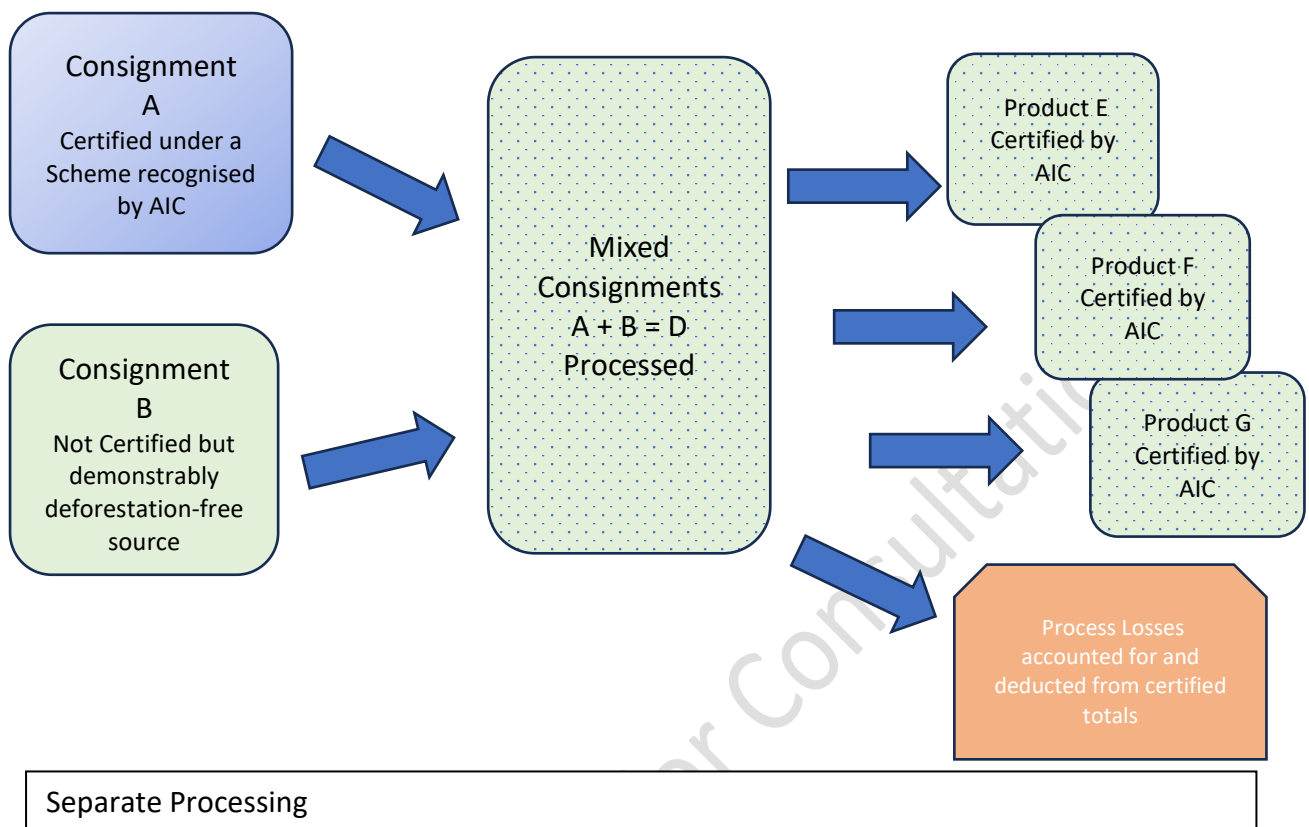 Consignment
A
Certified under a
Scheme recognised
by AIC
Consignment
B
Not Certified but
demonstrably
deforestation-free
source
Mixed
Consignments
A + B = D
Processed
Product E
Certified by
AIC
Product F
Certified by
AIC
Product G
Certified by
AIC
Process Losses
accounted for and
deducted from certified
totals
or Consultatio
Separate Processing